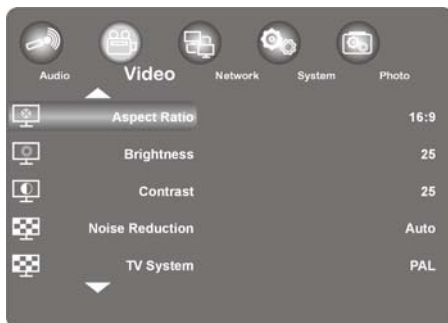 Audio Video Network System Photo
Aspect Ratio 16:9
Brightness 25
Contrast 25
Noise Reduction Auto
TV System PAL